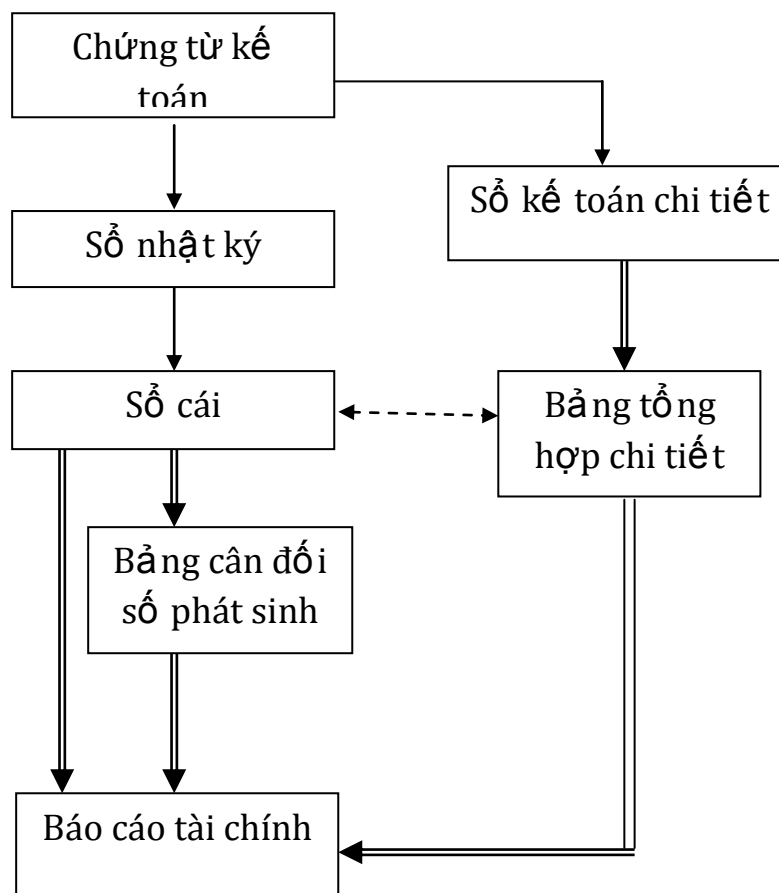 Chứng từ kế
toán
Sổ kế toán chi tiết
Sổ nhật ký
Sổ cái
Bảng tổng
hợp chi tiết
Bảng cân đối
số phát sinh
Báo cáo tài chính